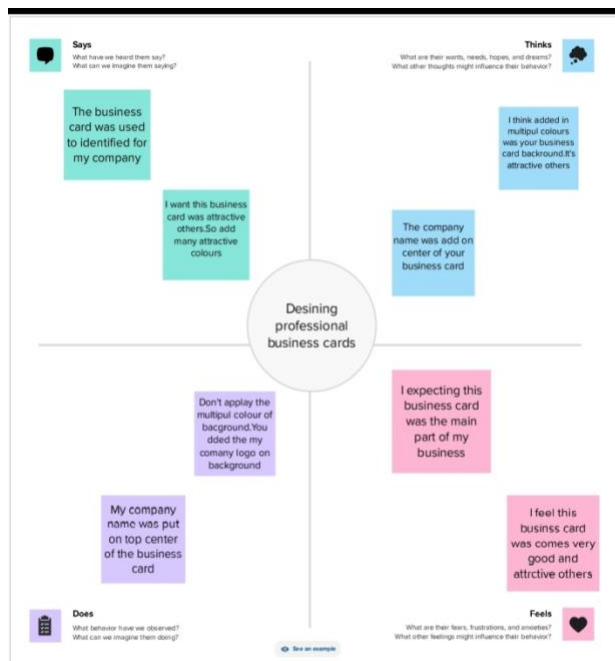 Says
What have we heard them say?
What can we imagine them saying?
The business
card was used
to identified for
my company
I want this business
card was attractive
others.So add
many attractive
colours
Thinks
What are their wants, needs, hopes, and dreams?
What other thoughts might influence their behavior?
I think added in
multipul colours
was your business
card backround.It's
attractive others
The company
name was add on
center of your
business card
Desining
professional
business cards
Don't applay the
multipul colour of
bacground.You
dded the my
comany logo on
background
My company
name was put
on top center
of the business
card
Does
What behavior have we observed?
What can we imagine them doing?
I expecting this
business card
was the main
part of my
business
I feel this
businss card
was comes very
good and
attrctive others
Feels
What are their fears, frustrations, and anxieties?
What other feelings might influence their behavior?
See an example